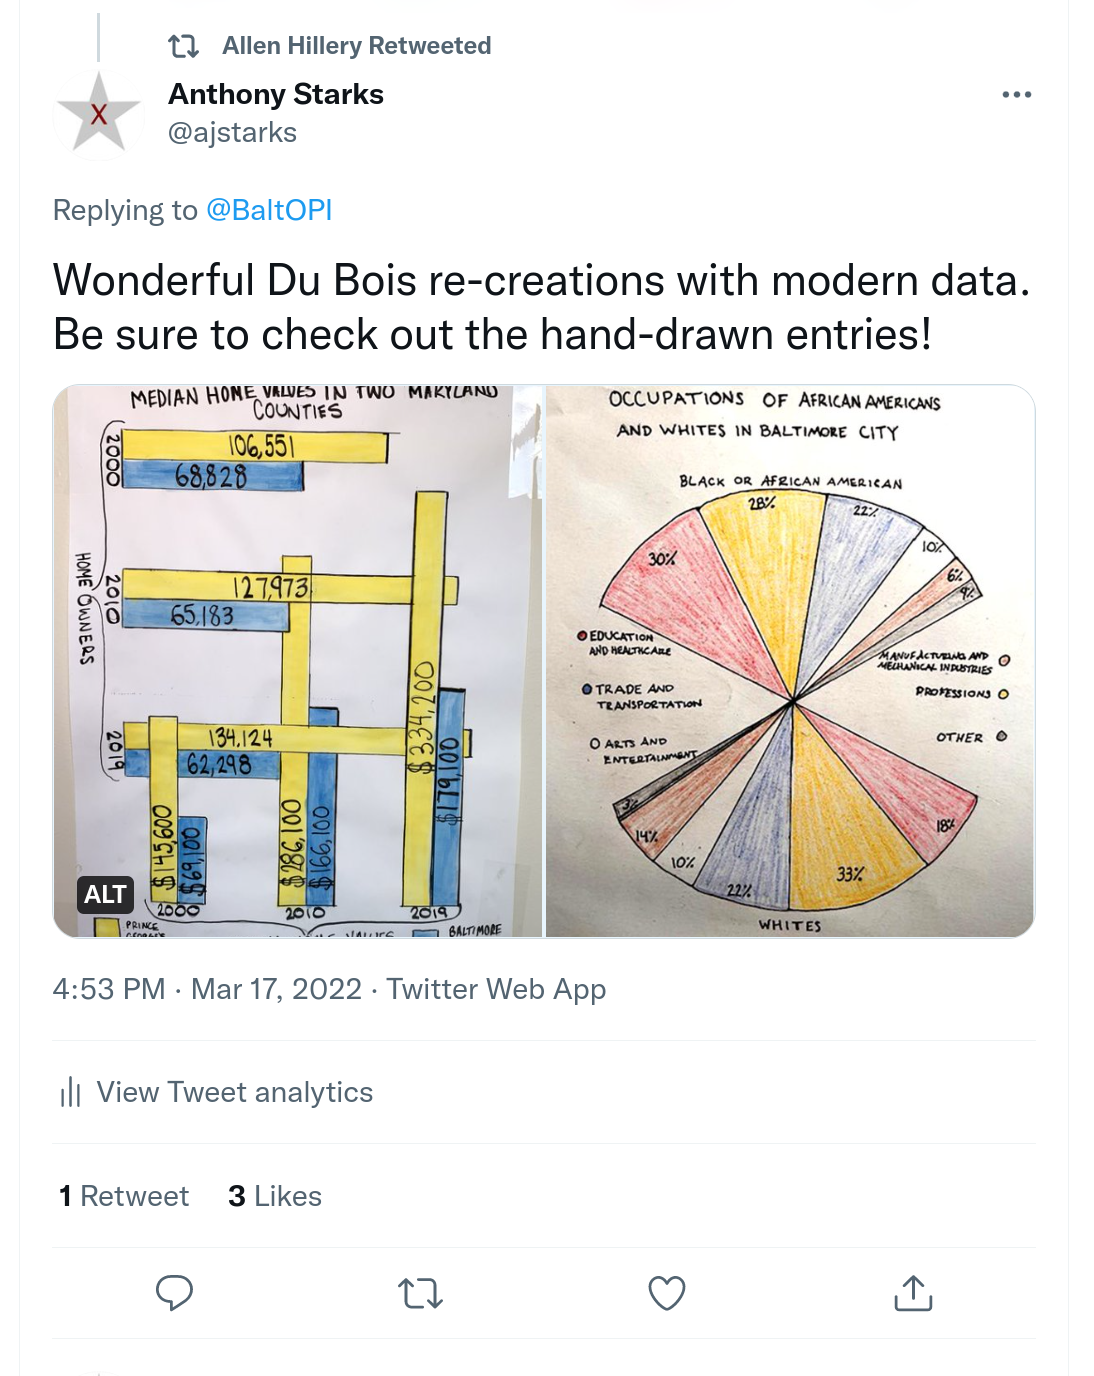 Allen Hillery Retweeted
X
Anthony Starks
@ajstarks
Replying to @BaltOPI
Wonderful Du Bois re-creations with modern data.
Be sure to check out the hand-drawn entries!
MEDIAN HOME VALUES IN TWO MARYLAND
COUNTIES
2000
106,551
68,828
HOME OWNERS
2010
127,973
65,183
2019
134,124
62,298
$145,600
$69,100
$286,100
$166,100
$334,200
$179,100
2000
2010
2019
PRINCE
GEORGE'S
VALUES
BALTIMORE
ALT
OCCUPATIONS OF AFRICAN AMERICANS
AND WHITES IN BALTIMORE CITY
BLACK OR AFRICAN AMERICAN
30%
28%
22%
10%
6%
9%
EDUCATION
AND HEALTHCARE
TRADE AND
TRANSPORTATION
ARTS AND
ENTERTAINMENT
MANUFACTURING AND
MECHANICAL INDUSTRIES
PROFESSIONS
OTHER
3%
14%
10%
22%
33%
18%
WHITES
4:53 PM · Mar 17, 2022 · Twitter Web App
View Tweet analytics
1 Retweet 3 Likes